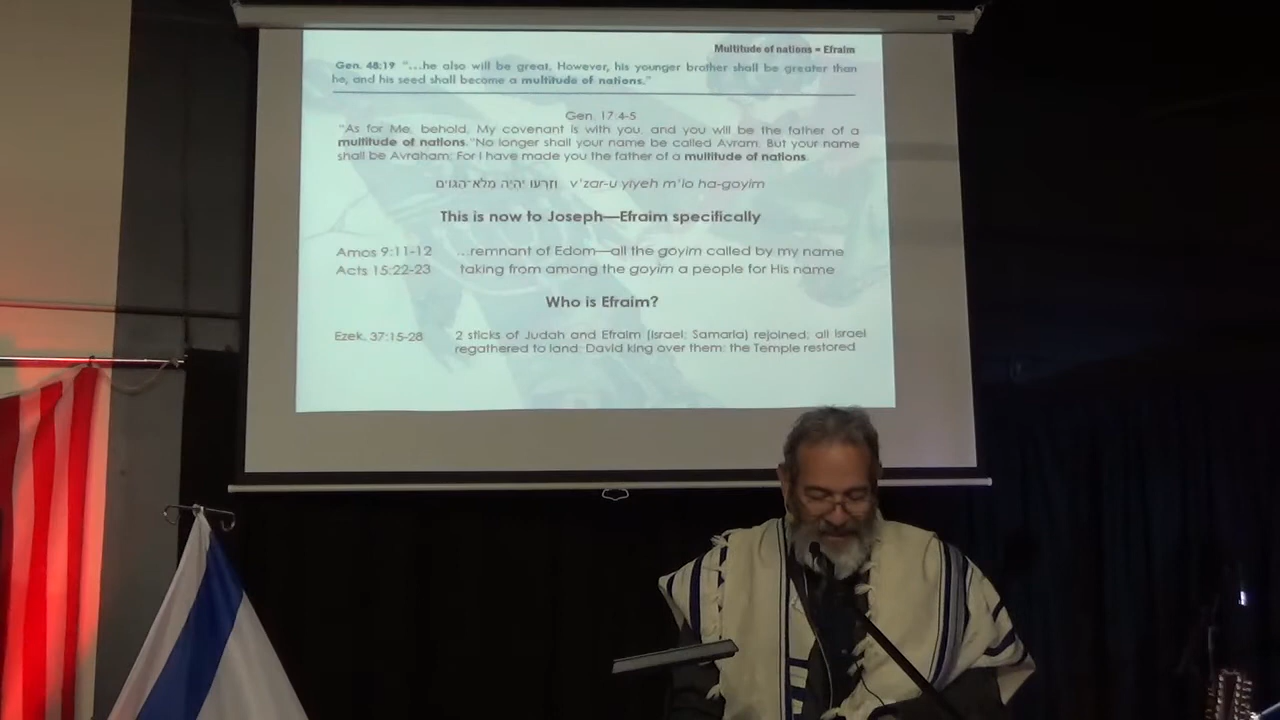 Multitude of nations = Efraim
Gen. 48:19 "...he also will be great. However, his younger brother shall be greater than
he, and his seed shall become a multitude of nations."
Gen. 17:4-5
"As for Me, behold, My covenant is with you, and you will be the father of a
multitude of nations. "No longer shall your name be called Avram, But your name
shall be Avraham; For I have made you the father of a multitude of nations.
וזרעו יהיה מלא־הגוים v'zar-u yiyeh m'lo ha-goyim
This is now to Joseph—Efraim specifically
Amos 9:11-12 ...remnant of Edom—all the goyim called by my name
Acts 15:22-23 taking from among the goyim a people for His name
Who is Efraim?
Ezek. 37:15-28 2 sticks of Judah and Efraim (Israel; Samaria) rejoined; all Israel
regathered to land; David king over them; the Temple restored